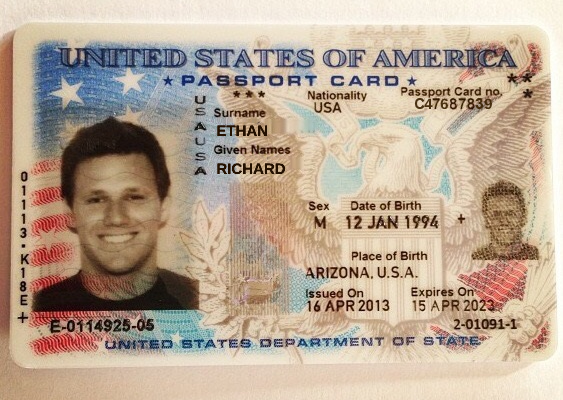 UNITED STATES OF AMERICA
★ PASSPORT CARD ★
USAUSA
***
Nationality
USA
Passport Card no.
C47687839
***
Surname
ETHAN
Given Names
RICHARD
Sex
M
Date of Birth
12 JAN 1994
+
Place of Birth
ARIZONA, U.S.A.
Issued On
16 APR 2013
Expires On
15 APR 2023
01113·K18E+
E-0114925-05
2-01091-1
UNITED STATES DEPARTMENT OF STATE